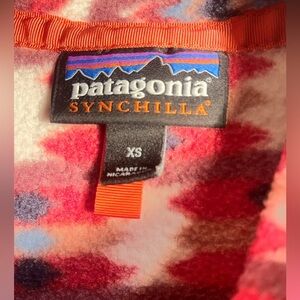 patagonia
SYNCHILLA®
XS
MADE IN
NICARAGUA